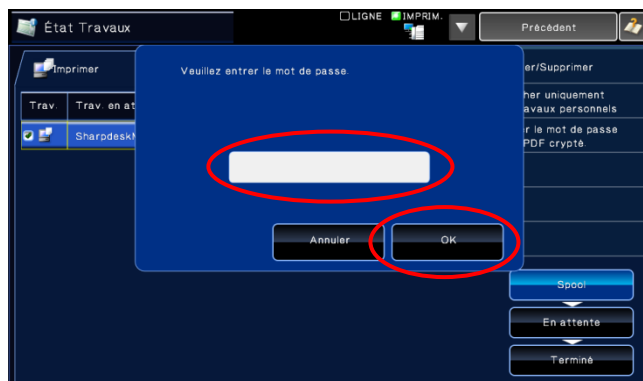 État Travaux
LIGNE
IMPRIM.
Précédent
Imprimer
Veuillez entrer le mot de passe.
er/Supprimer
Trav.
Trav. en at
her uniquement
avaux personnels
SharpdeskM
r le mot de passe
PDF crypté
Annuler
OK
Spool
En attente
Terminé